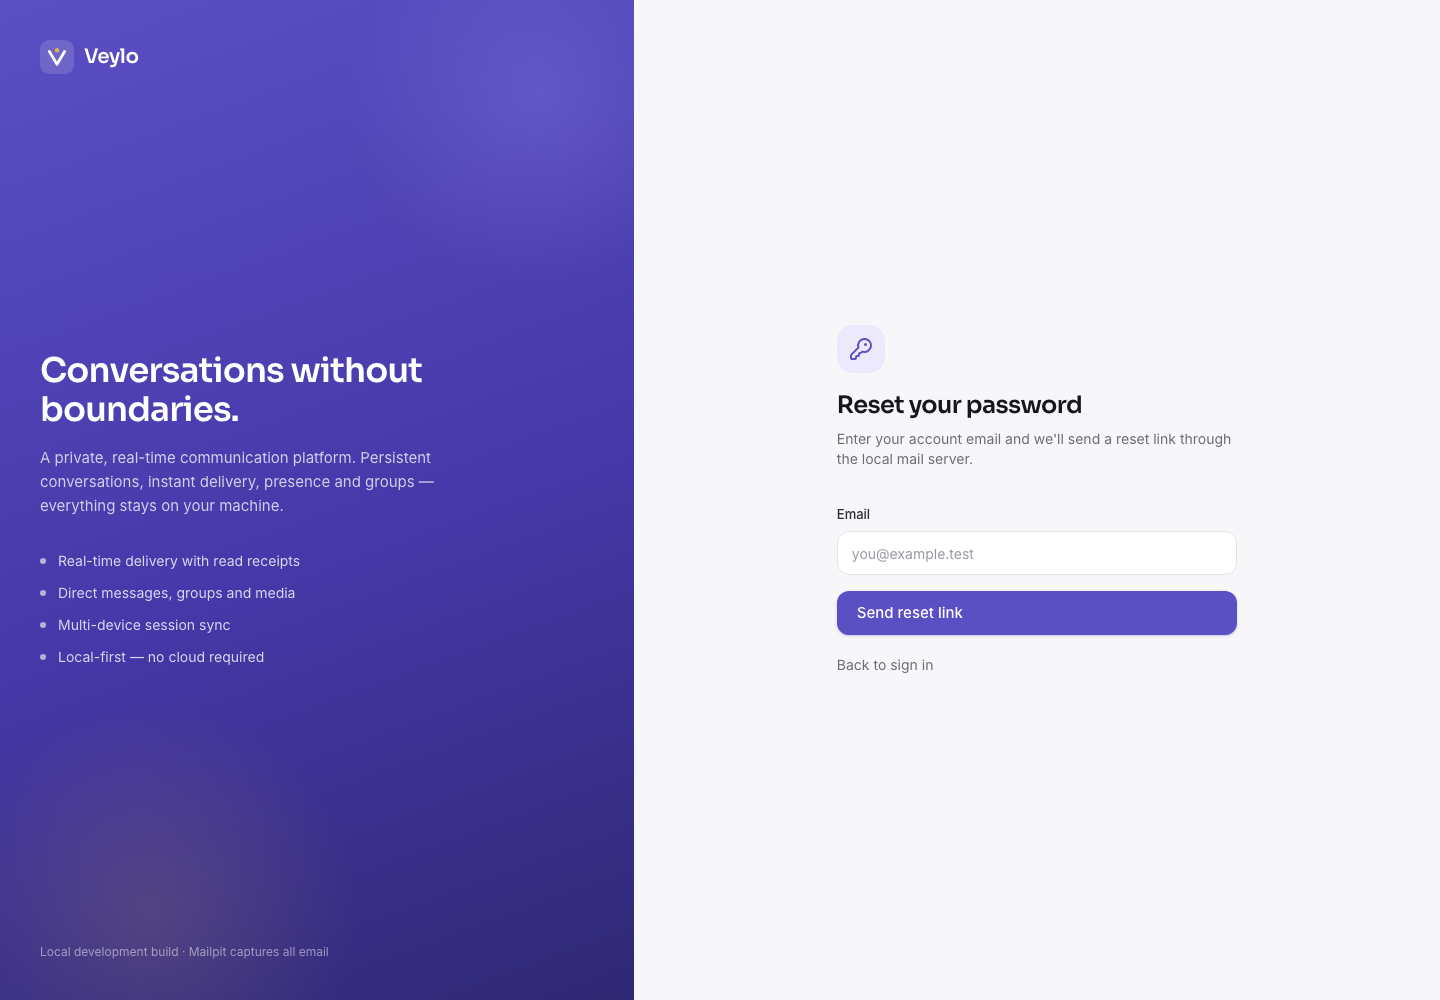 Veylo
Conversations without
boundaries.
A private, real-time communication platform. Persistent
conversations, instant delivery, presence and groups —
everything stays on your machine.
Real-time delivery with read receipts
Direct messages, groups and media
Multi-device session sync
Local-first — no cloud required
Local development build · Mailpit captures all email
Reset your password
Enter your account email and we'll send a reset link through
the local mail server.
Email
you@example.test
Send reset link
Back to sign in